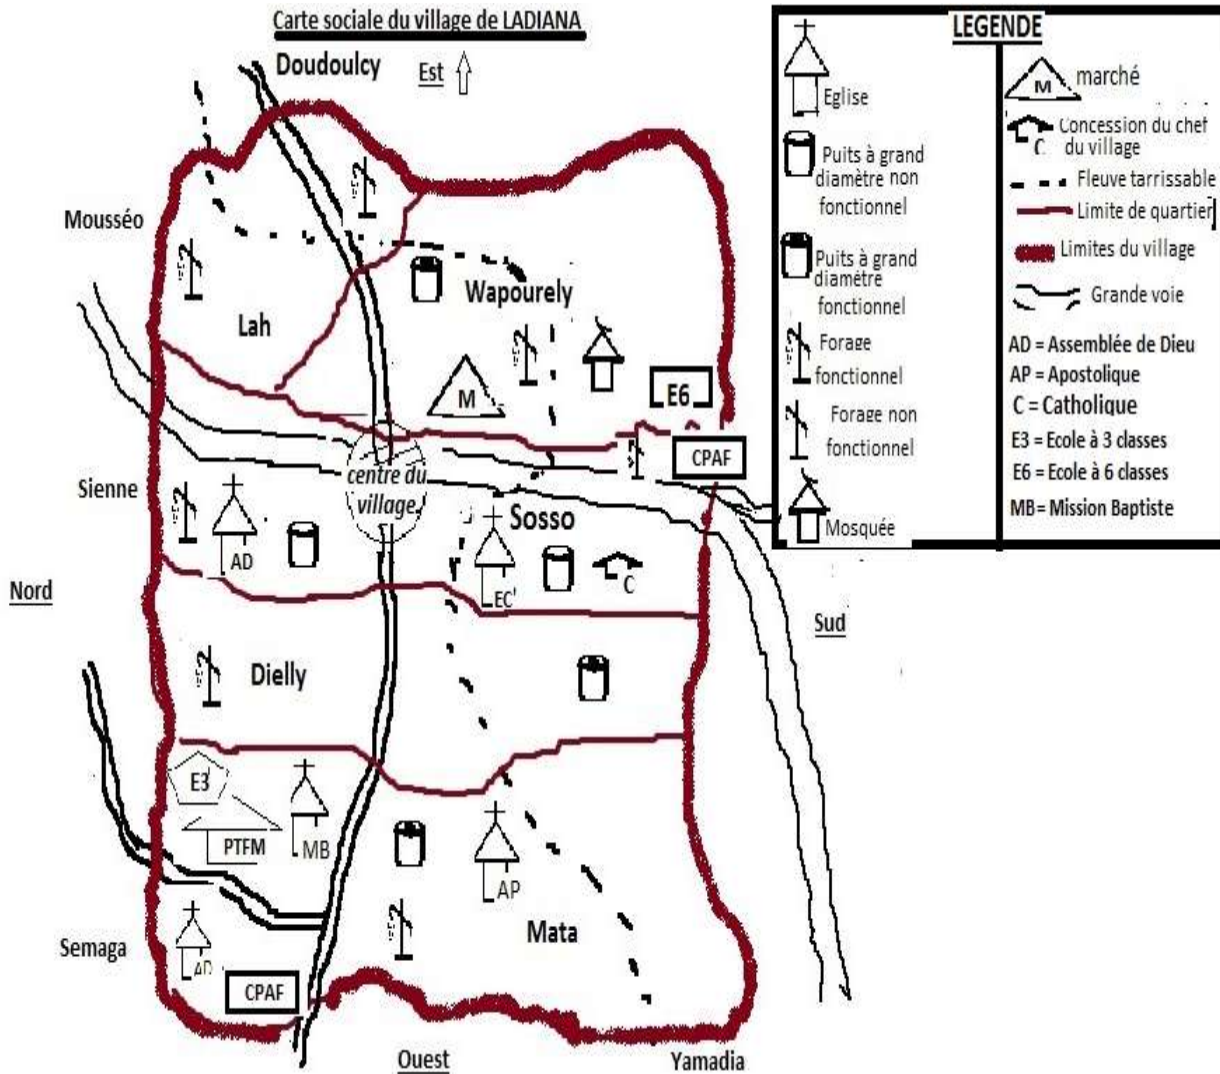 Carte sociale du village de LADIANA
Doudoulcy
Est
Mousséo
Lah
Wapourely
M
E6
CPAF
Sienne
centre du
village
AD
Sosso
EC'
C
Nord
Sud
Dielly
E3
PTFM
MB
AP
Mata
Semaga
AD
CPAF
Ouest
Yamadia
LEGENDE
Eglise
Puits à grand
diamètre non
fonctionnel
Puits à grand
diamètre
fonctionnel
Forage
fonctionnel
Forage non
fonctionnel
Mosquée
M
marché
C
Concession du chef
du village
Fleuve tarrissable
Limite de quartier
Limites du village
Grande voie
AD = Assemblée de Dieu
AP = Apostolique
C = Catholique
E3 = Ecole à 3 classes
E6 = Ecole à 6 classes
MB= Mission Baptiste